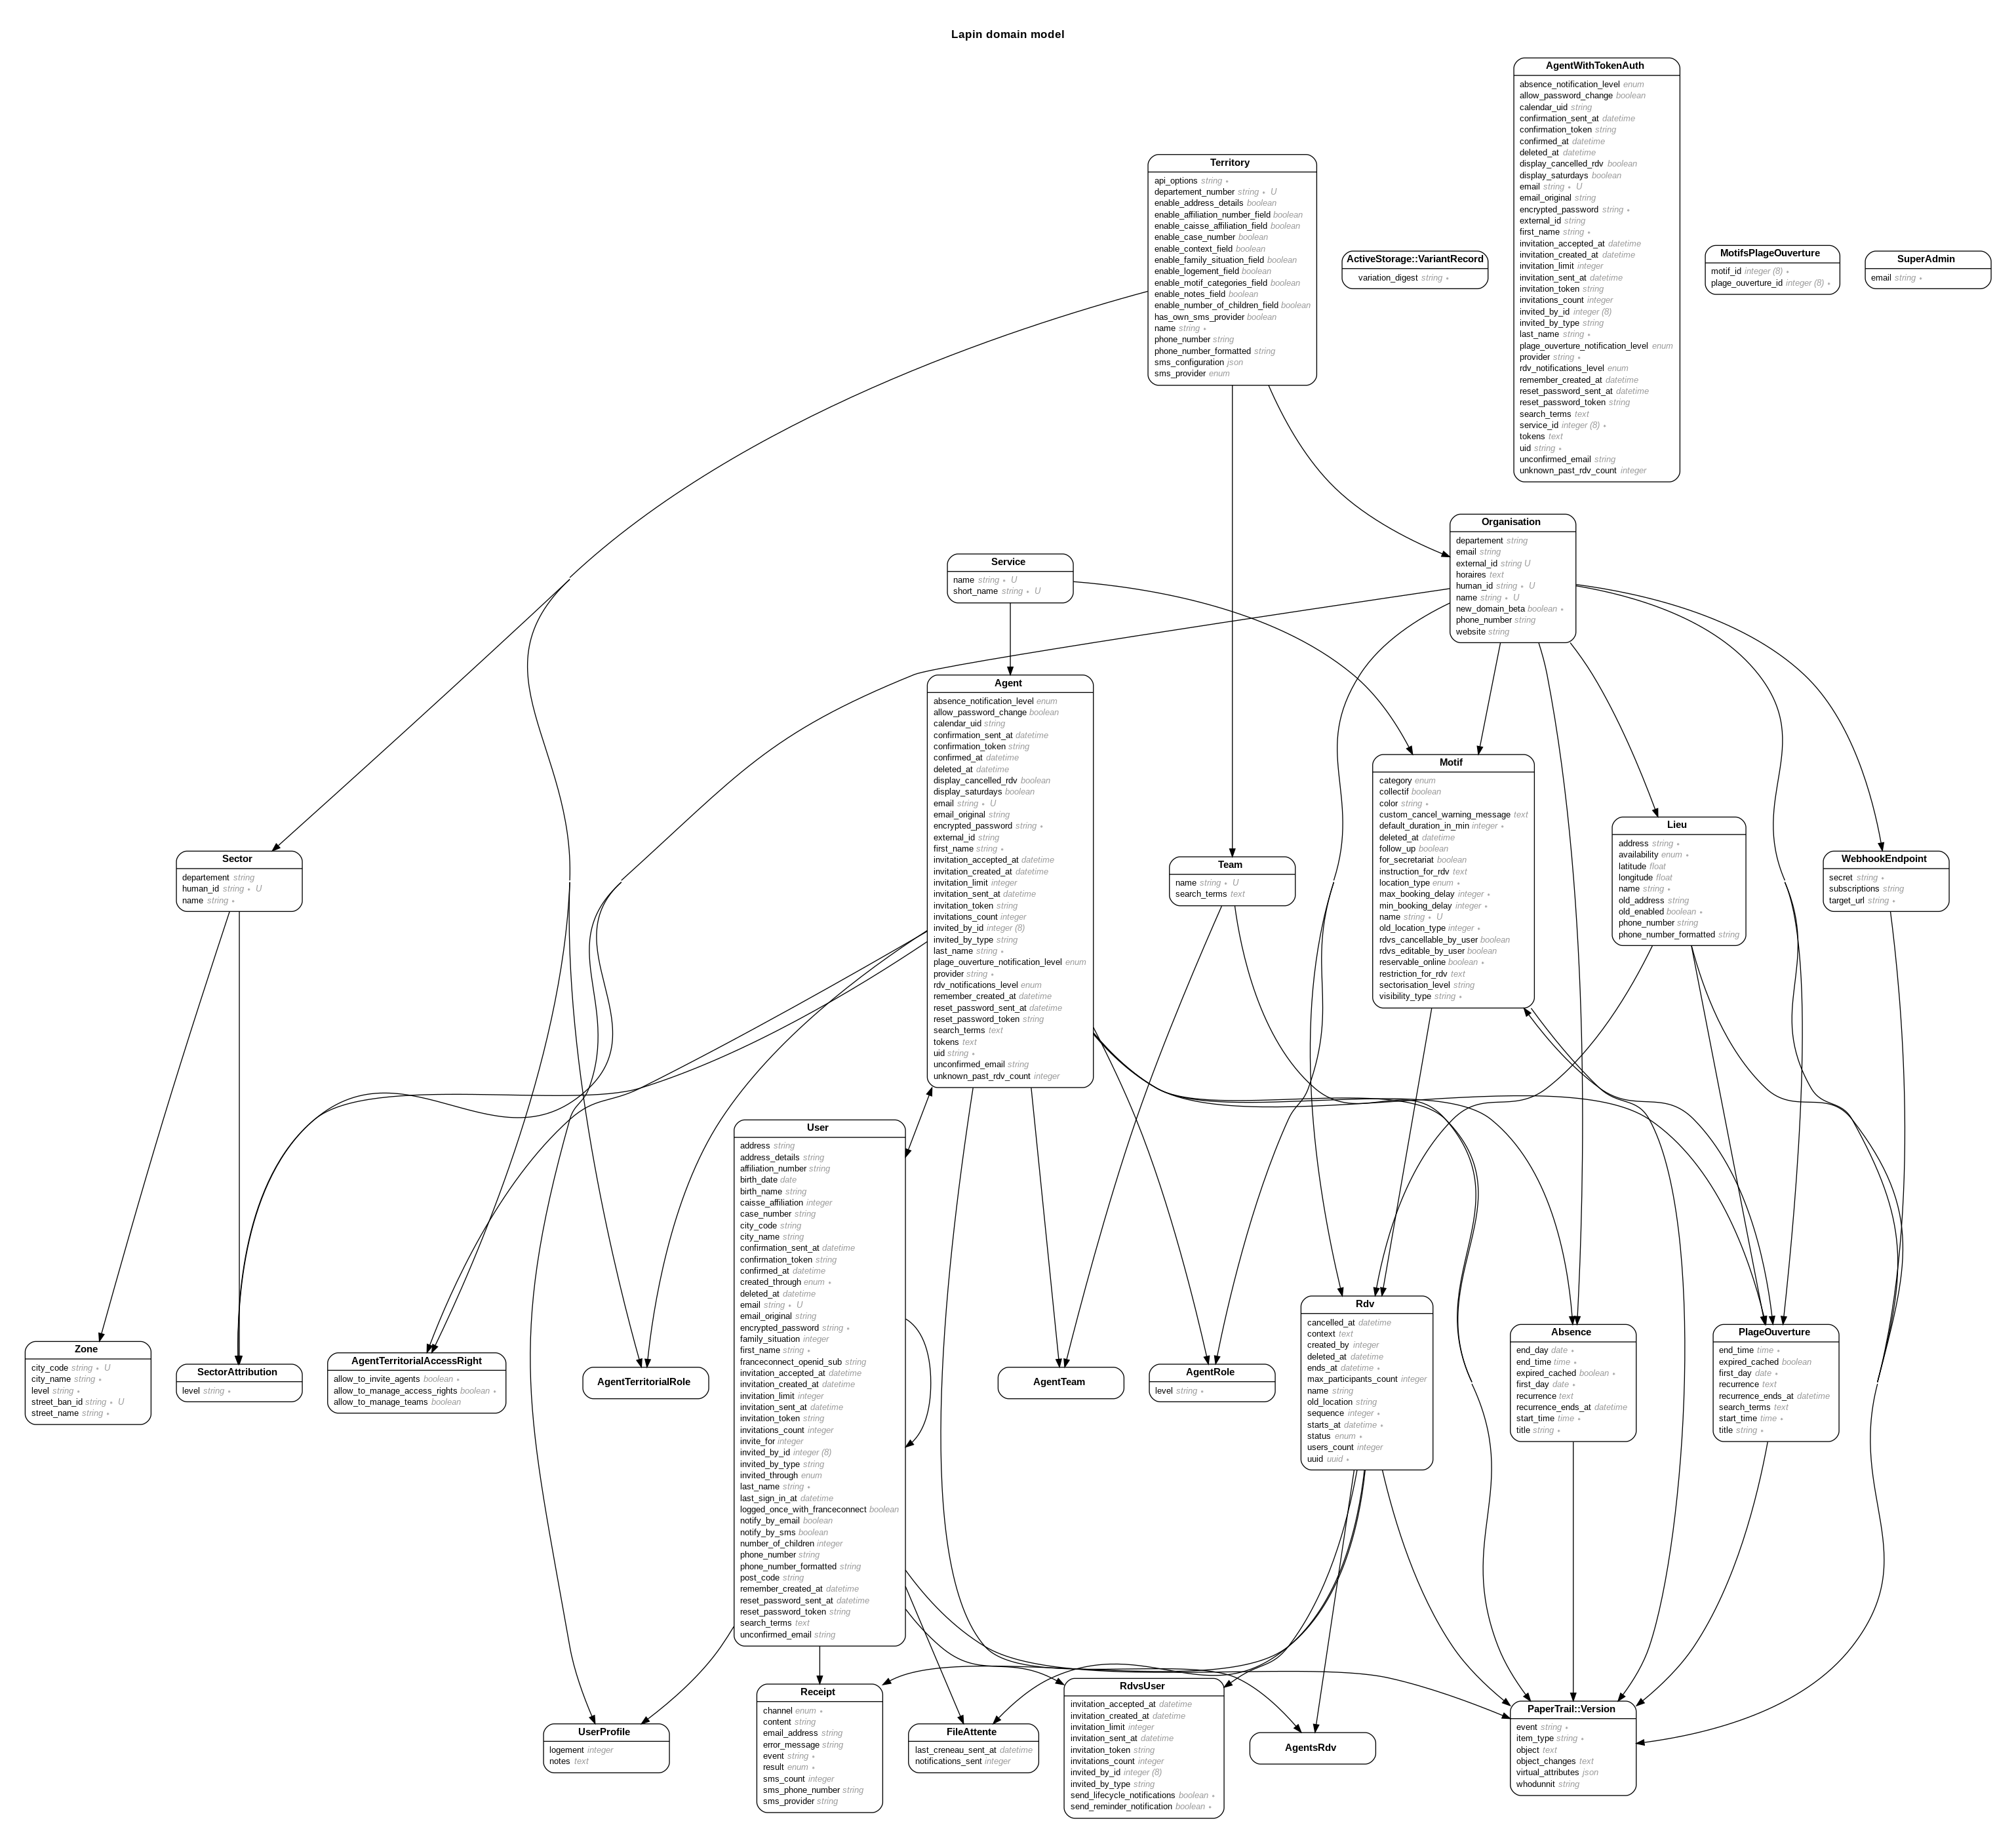 Lapin domain model
AgentWithTokenAuth
absence_notification_level enum
allow_password_change boolean
calendar_uid string
confirmation_sent_at datetime
confirmation_token string
confirmed_at datetime
deleted_at datetime
display_cancelled_rdv boolean
display_saturdays boolean
email string ∗ U
email_original string
encrypted_password string ∗
external_id string
first_name string ∗
invitation_accepted_at datetime
invitation_created_at datetime
invitation_limit integer
invitation_sent_at datetime
invitation_token string
invitations_count integer
invited_by_id integer (8)
invited_by_type string
last_name string ∗
plage_ouverture_notification_level enum
provider string ∗
rdv_notifications_level enum
remember_created_at datetime
reset_password_sent_at datetime
reset_password_token string
search_terms text
service_id integer (8) ∗
tokens text
uid string ∗
unconfirmed_email string
unknown_past_rdv_count integer
Territory
api_options string ∗
departement_number string ∗ U
enable_address_details boolean
enable_affiliation_number_field boolean
enable_caisse_affiliation_field boolean
enable_case_number boolean
enable_context_field boolean
enable_family_situation_field boolean
enable_logement_field boolean
enable_motif_categories_field boolean
enable_notes_field boolean
enable_number_of_children_field boolean
has_own_sms_provider boolean
name string ∗
phone_number string
phone_number_formatted string
sms_configuration json
sms_provider enum
ActiveStorage::VariantRecord
variation_digest string ∗
MotifsPlageOuverture
motif_id integer (8) ∗
plage_ouverture_id integer (8) ∗
SuperAdmin
email string ∗
Organisation
departement string
email string
external_id string U
horaires text
human_id string ∗ U
name string ∗ U
new_domain_beta boolean ∗
phone_number string
website string
Service
name string ∗ U
short_name string ∗ U
Agent
absence_notification_level enum
allow_password_change boolean
calendar_uid string
confirmation_sent_at datetime
confirmation_token string
confirmed_at datetime
deleted_at datetime
display_cancelled_rdv boolean
display_saturdays boolean
email string ∗ U
email_original string
encrypted_password string ∗
external_id string
first_name string ∗
invitation_accepted_at datetime
invitation_created_at datetime
invitation_limit integer
invitation_sent_at datetime
invitation_token string
invitations_count integer
invited_by_id integer (8)
invited_by_type string
last_name string ∗
plage_ouverture_notification_level enum
provider string ∗
rdv_notifications_level enum
remember_created_at datetime
reset_password_sent_at datetime
reset_password_token string
search_terms text
tokens text
uid string ∗
unconfirmed_email string
unknown_past_rdv_count integer
Motif
category enum
collectif boolean
color string ∗
custom_cancel_warning_message text
default_duration_in_min integer ∗
deleted_at datetime
follow_up boolean
for_secretariat boolean
instruction_for_rdv text
location_type enum ∗
max_booking_delay integer ∗
min_booking_delay integer ∗
name string ∗ U
old_location_type integer ∗
rdvs_cancellable_by_user boolean
rdvs_editable_by_user boolean
reservable_online boolean ∗
restriction_for_rdv text
sectorisation_level string
visibility_type string ∗
Lieu
address string ∗
availability enum ∗
latitude float
longitude float
name string ∗
old_address string
old_enabled boolean ∗
phone_number string
phone_number_formatted string
Sector
departement string
human_id string ∗ U
name string ∗
Team
name string ∗ U
search_terms text
WebhookEndpoint
secret string ∗
subscriptions string
target_url string ∗
User
address string
address_details string
affiliation_number string
birth_date date
birth_name string
caisse_affiliation integer
case_number string
city_code string
city_name string
confirmation_sent_at datetime
confirmation_token string
confirmed_at datetime
created_through enum ∗
deleted_at datetime
email string ∗ U
email_original string
encrypted_password string ∗
family_situation integer
first_name string ∗
franceconnect_openid_sub string
invitation_accepted_at datetime
invitation_created_at datetime
invitation_limit integer
invitation_sent_at datetime
invitation_token string
invitations_count integer
invite_for integer
invited_by_id integer (8)
invited_by_type string
invited_through enum
last_name string ∗
last_sign_in_at datetime
logged_once_with_franceconnect boolean
notify_by_email boolean
notify_by_sms boolean
number_of_children integer
phone_number string
phone_number_formatted string
post_code string
remember_created_at datetime
reset_password_sent_at datetime
reset_password_token string
search_terms text
unconfirmed_email string
Zone
city_code string ∗ U
city_name string ∗
level string ∗
street_ban_id string ∗ U
street_name string ∗
SectorAttribution
level string ∗
AgentTerritorialAccessRight
allow_to_invite_agents boolean ∗
allow_to_manage_access_rights boolean ∗
allow_to_manage_teams boolean
AgentTerritorialRole
AgentTeam
AgentRole
level string ∗
Rdv
cancelled_at datetime
context text
created_by integer
deleted_at datetime
ends_at datetime ∗
max_participants_count integer
name string
old_location string
sequence integer ∗
starts_at datetime ∗
status enum ∗
users_count integer
uuid uuid ∗
Absence
end_day date ∗
end_time time ∗
expired_cached boolean ∗
first_day date ∗
recurrence text
recurrence_ends_at datetime
start_time time ∗
title string ∗
PlageOuverture
end_time time ∗
expired_cached boolean
first_day date ∗
recurrence text
recurrence_ends_at datetime
search_terms text
start_time time ∗
title string ∗
UserProfile
logement integer
notes text
Receipt
channel enum ∗
content string
email_address string
error_message string
event string ∗
result enum ∗
sms_count integer
sms_phone_number string
sms_provider string
FileAttente
last_creneau_sent_at datetime
notifications_sent integer
RdvsUser
invitation_accepted_at datetime
invitation_created_at datetime
invitation_limit integer
invitation_sent_at datetime
invitation_token string
invitations_count integer
invited_by_id integer (8)
invited_by_type string
send_lifecycle_notifications boolean ∗
send_reminder_notification boolean ∗
AgentsRdv
PaperTrail::Version
event string ∗
item_type string ∗
object text
object_changes text
virtual_attributes json
whodunnit string